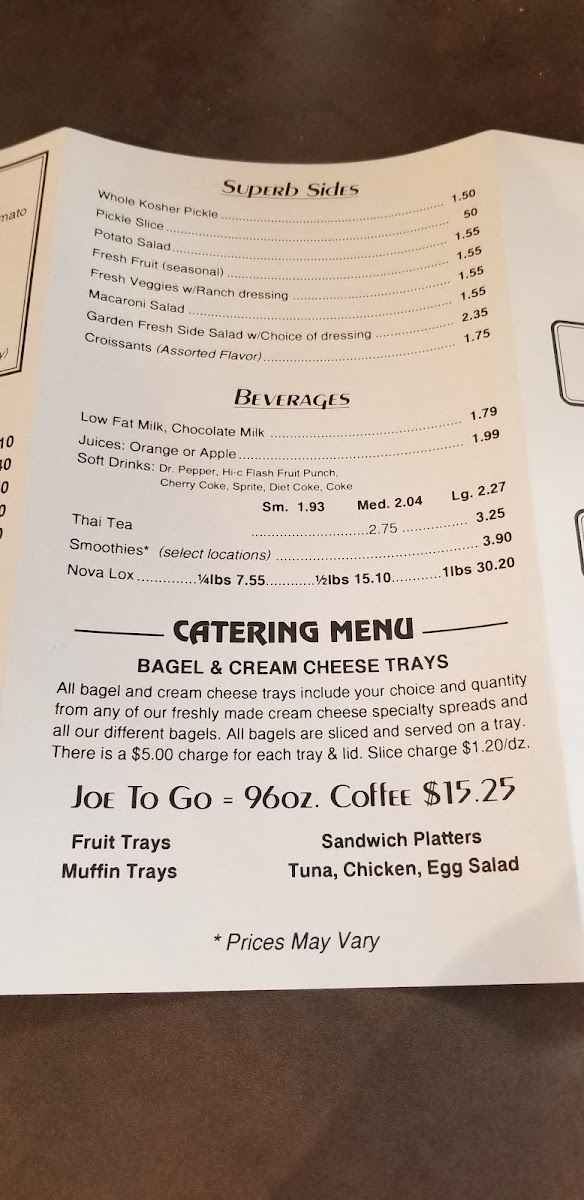 mato
y)
10
40
0
0
Superb Sides
Whole Kosher Pickle 1.50
Pickle Slice 50
Potato Salad 1.55
Fresh Fruit (seasonal) 1.55
Fresh Veggies w/Ranch dressing 1.55
Macaroni Salad 1.55
Garden Fresh Side Salad w/Choice of dressing 2.35
Croissants (Assorted Flavor) 1.75
Beverages
Low Fat Milk, Chocolate Milk 1.79
Juices: Orange or Apple 1.99
Soft Drinks: Dr. Pepper, Hi-c Flash Fruit Punch,
Cherry Coke, Sprite, Diet Coke, Coke
Sm. 1.93 Med. 2.04 Lg. 2.27
Thai Tea 2.75 3.25
Smoothies* (select locations) 3.90
Nova Lox 1/4lbs 7.55 1/2lbs 15.10 1lbs 30.20
CATERING MENU
BAGEL & CREAM CHEESE TRAYS
All bagel and cream cheese trays include your choice and quantity
from any of our freshly made cream cheese specialty spreads and
all our different bagels. All bagels are sliced and served on a tray.
There is a $5.00 charge for each tray & lid. Slice charge $1.20/dz.
Joe To Go = 96oz. Coffee $15.25
Fruit Trays Sandwich Platters
Muffin Trays Tuna, Chicken, Egg Salad
* Prices May Vary